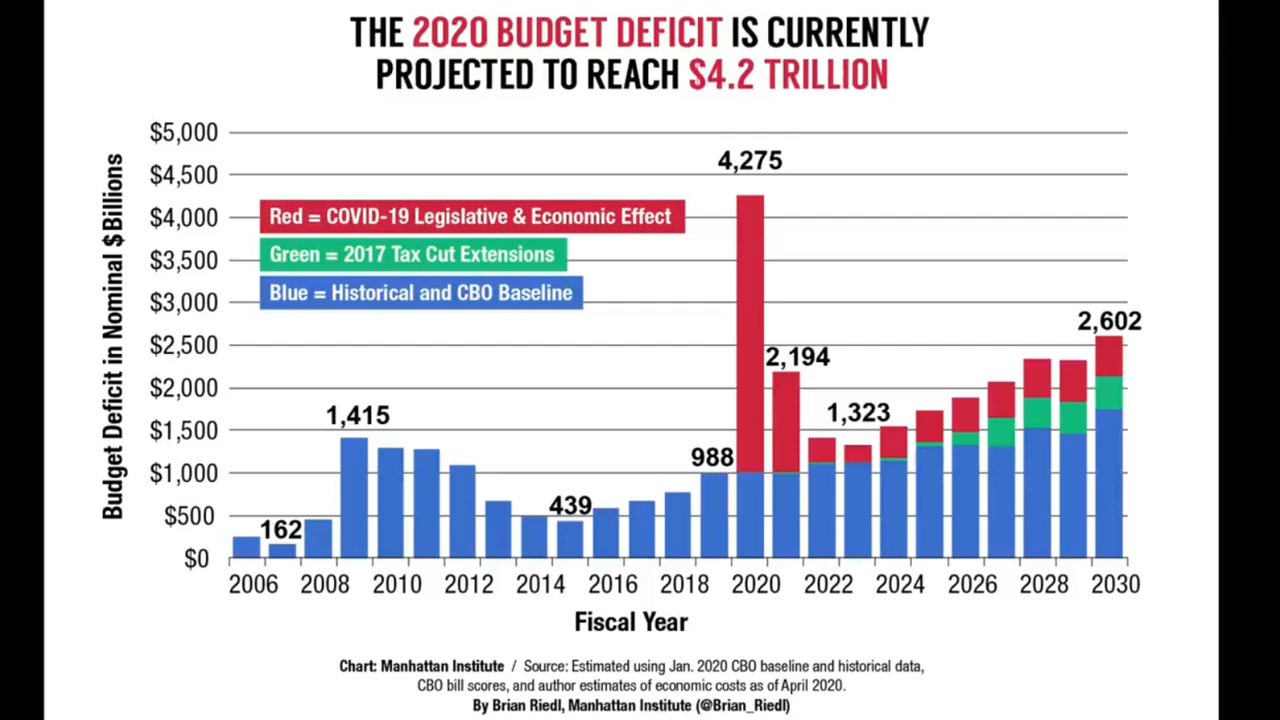 THE 2020 BUDGET DEFICIT IS CURRENTLY
PROJECTED TO REACH $4.2 TRILLION
Budget Deficit in Nominal $Billions
$5,000
$4,500
$4,000
$3,500
$3,000
$2,500
$2,000
$1,500
$1,000
$500
$0
Red = COVID-19 Legislative & Economic Effect
Green = 2017 Tax Cut Extensions
Blue = Historical and CBO Baseline
162
1,415
439
988
4,275
2,194
1,323
2,602
2006 2008 2010 2012 2014 2016 2018 2020 2022 2024 2026 2028 2030
Fiscal Year
Chart: Manhattan Institute / Source: Estimated using Jan. 2020 CBO baseline and historical data,
CBO bill scores, and author estimates of economic costs as of April 2020.
By Brian Riedl, Manhattan Institute (@Brian_Riedl)